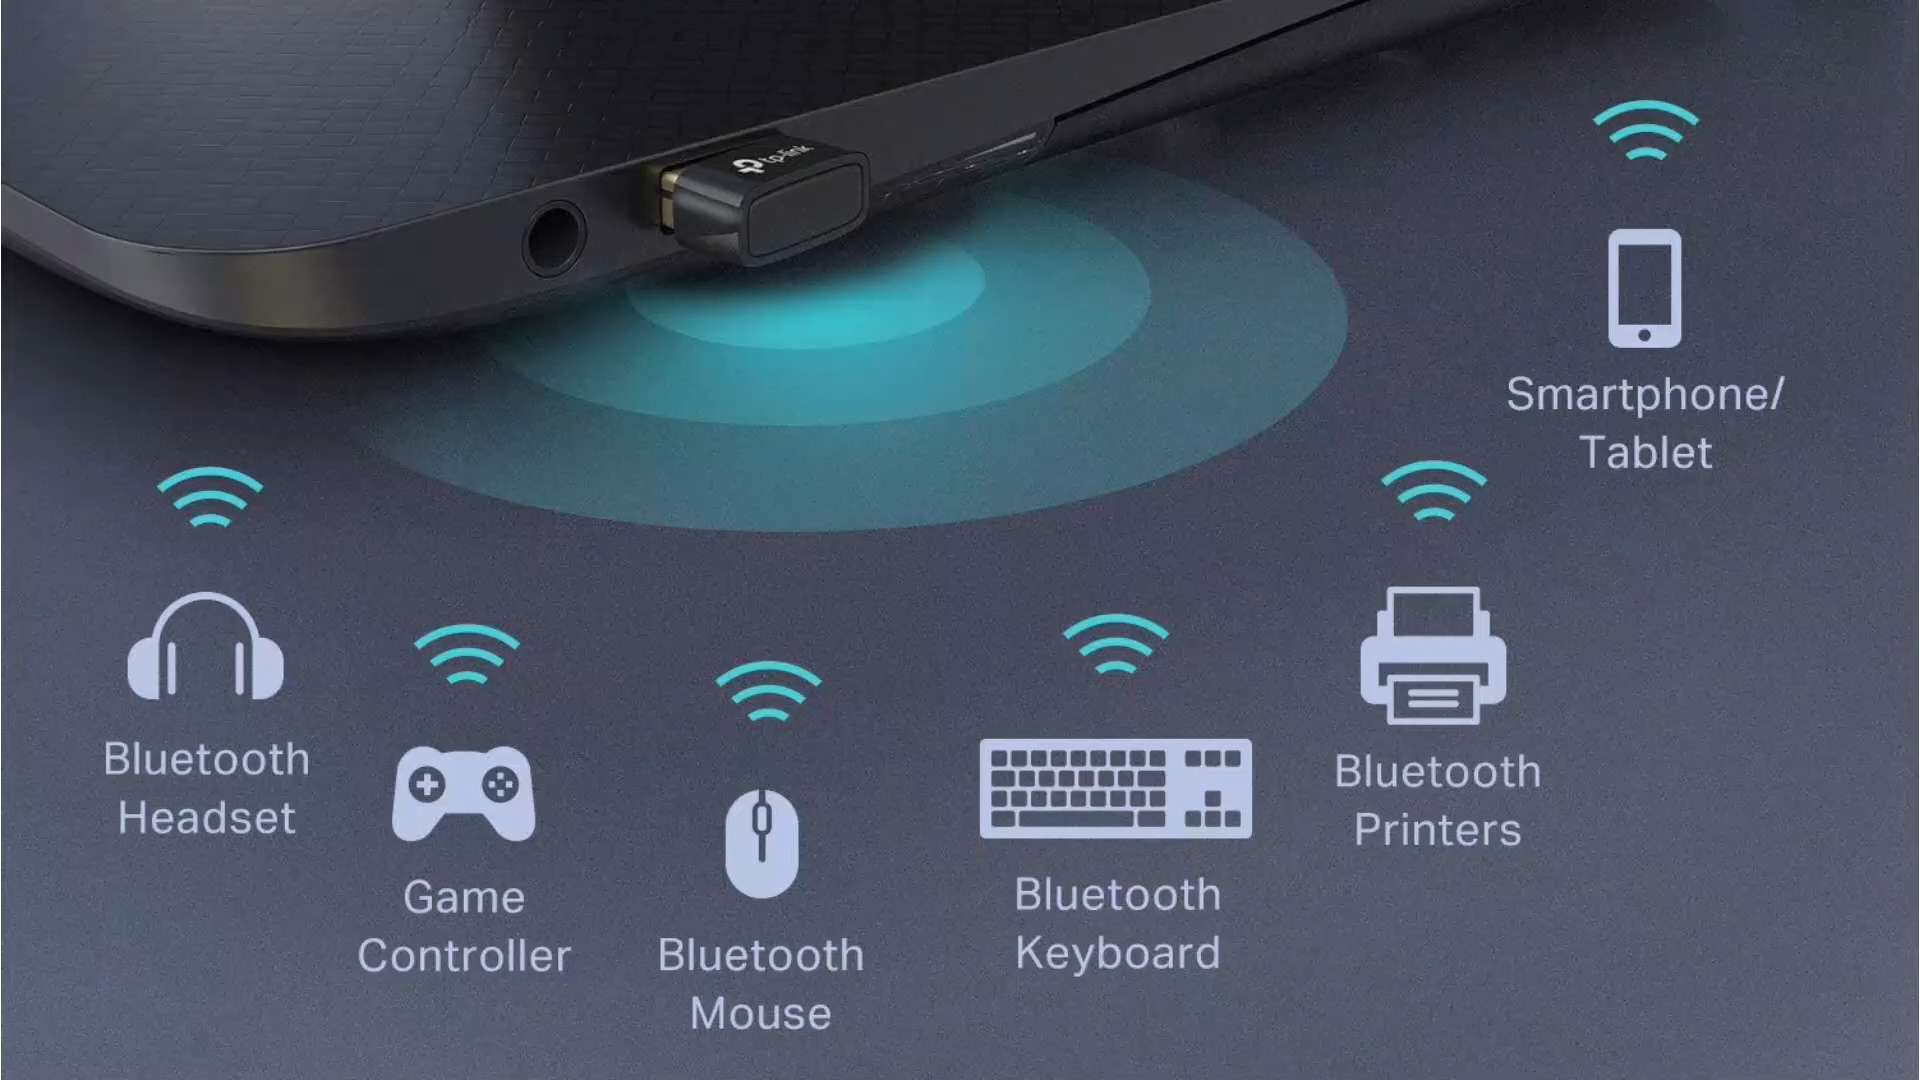 tp-link
Smartphone/
Tablet
Bluetooth
Headset
Game
Controller
Bluetooth
Mouse
Bluetooth
Keyboard
Bluetooth
Printers